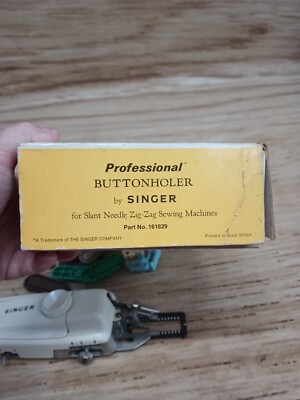 Professional*
BUTTONHOLER
by SINGER
for Slant Needle Zig-Zag Sewing Machines
Part No. 161829
*A Trademark of THE SINGER COMPANY
Printed in Great Britain
SINGER